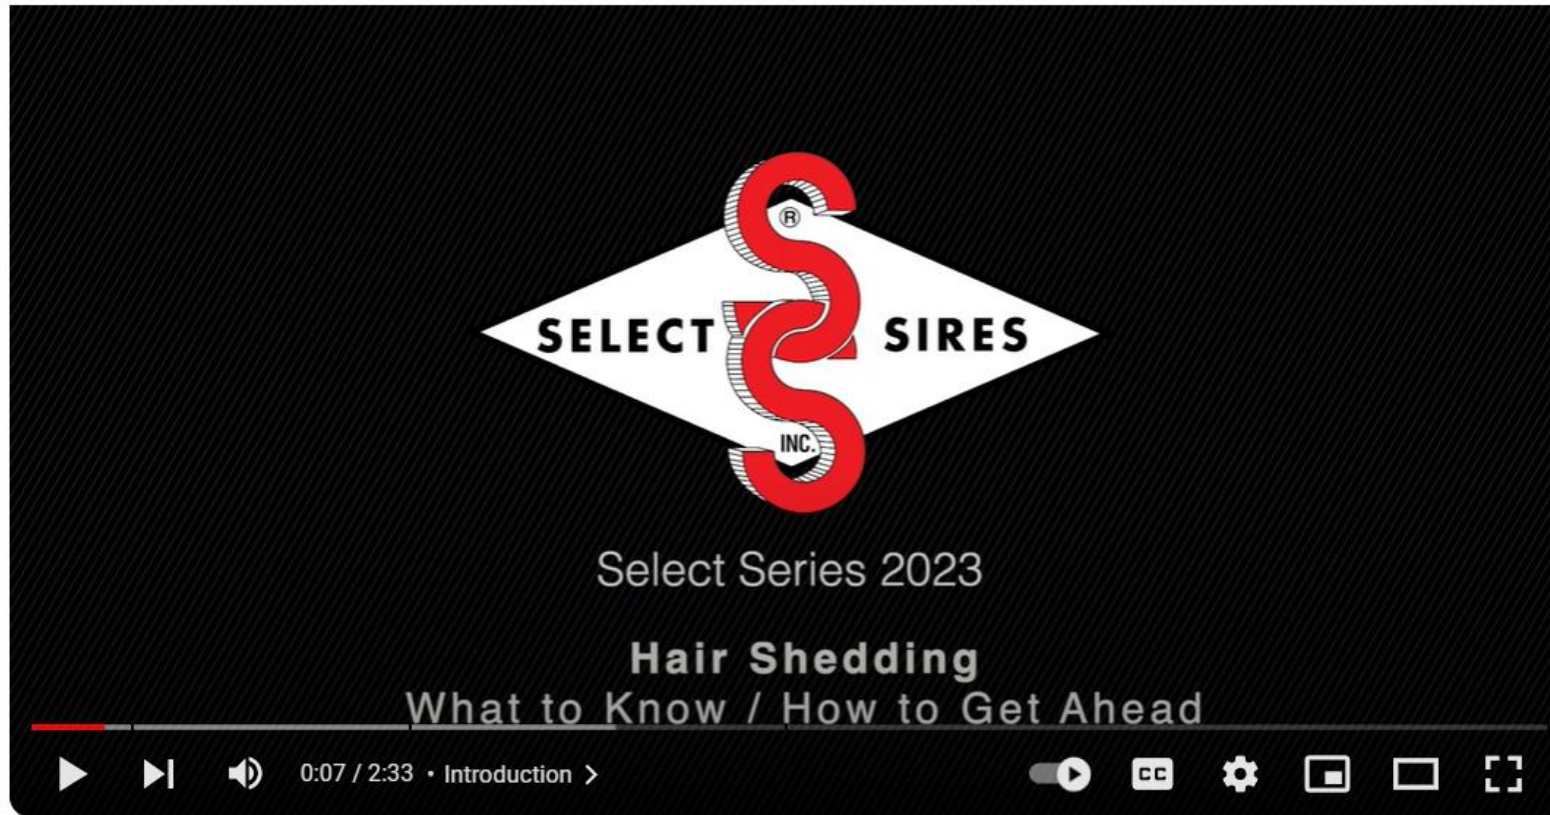 ®
SELECT SIRES
INC.
Select Series 2023
Hair Shedding
What to Know / How to Get Ahead
0:07 / 2:33 • Introduction >
CC